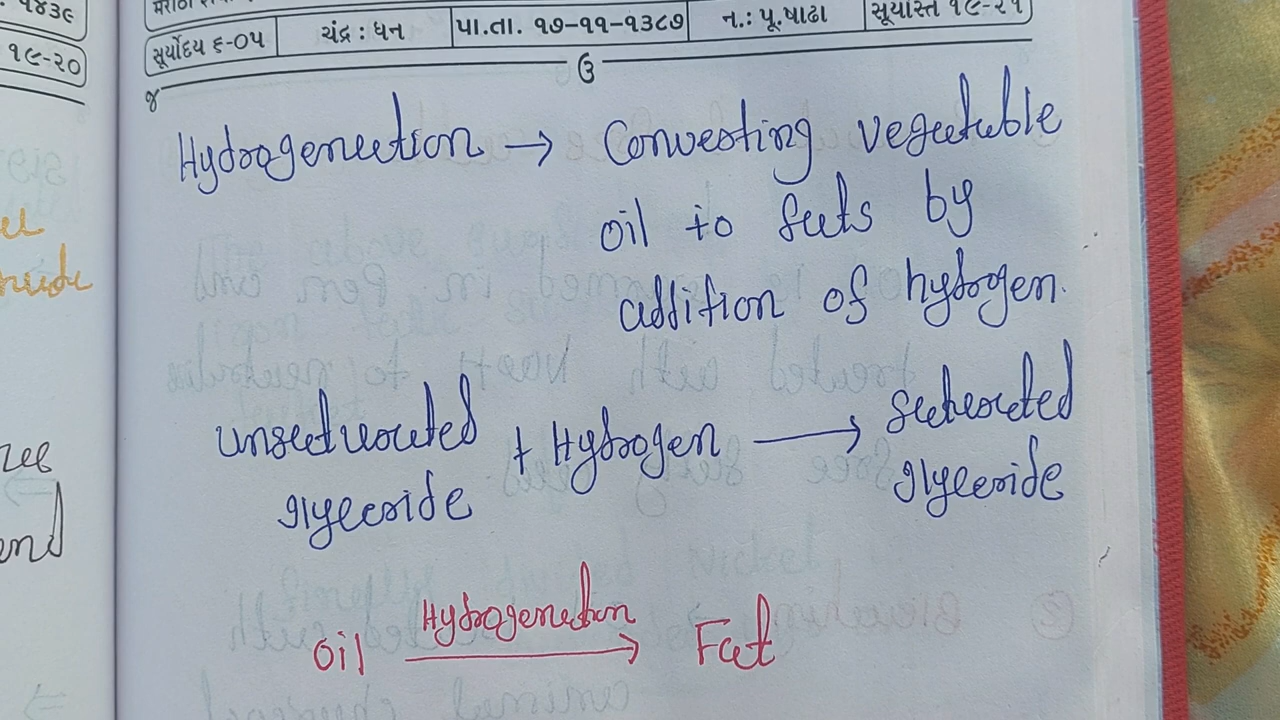 ૧૪૩૯
૧૯-૨૦
સૂર્યોદય ૬-૦૫ ચંદ્ર : ધન પા.તા. ૧૭-૧૧-૧૩૮૭ ન.: પૂ.ષાઢા સૂર્યાસ્ત ૧૯-૨૧
Hydrogenation → Converting vegetable
oil to fats by
addition of hydrogen.
unsaturated glyceride + Hydrogen → saturated glyceride
Oil Hydrogenation → Fat